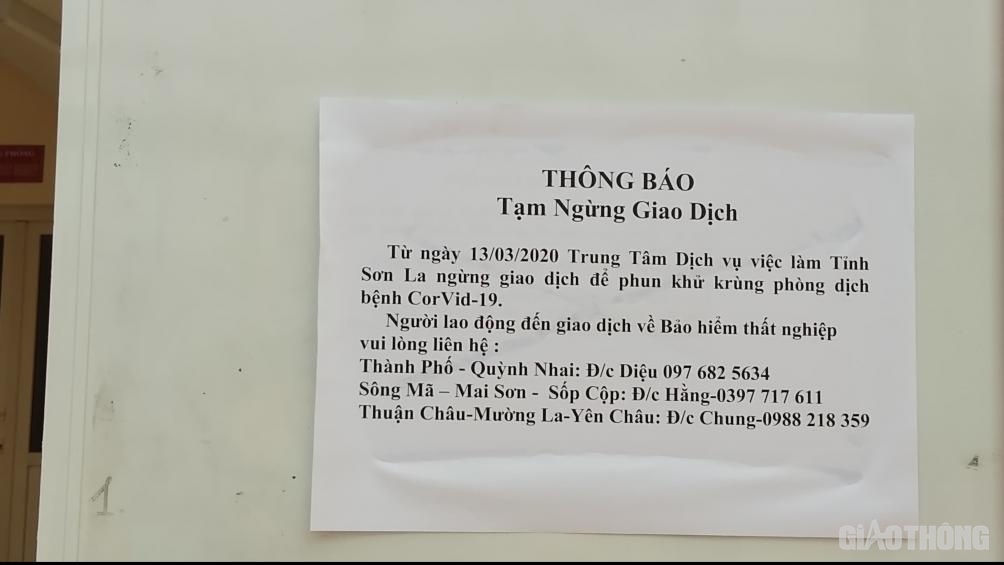 PHÒNG
THÔNG BÁO
Tạm Ngừng Giao Dịch
Từ ngày 13/03/2020 Trung Tâm Dịch vụ việc làm Tỉnh
Sơn La ngừng giao dịch để phun khử krùng phòng dịch
bệnh CorVid-19.
Người lao động đến giao dịch về Bảo hiểm thất nghiệp
vui lòng liên hệ :
Thành Phố - Quỳnh Nhai: Đ/c Diệu 097 682 5634
Sông Mã – Mai Sơn - Sốp Cộp: Đ/c Hằng-0397 717 611
Thuận Châu-Mường La-Yên Châu: Đ/c Chung-0988 218 359
1
GIAOTHÔNG